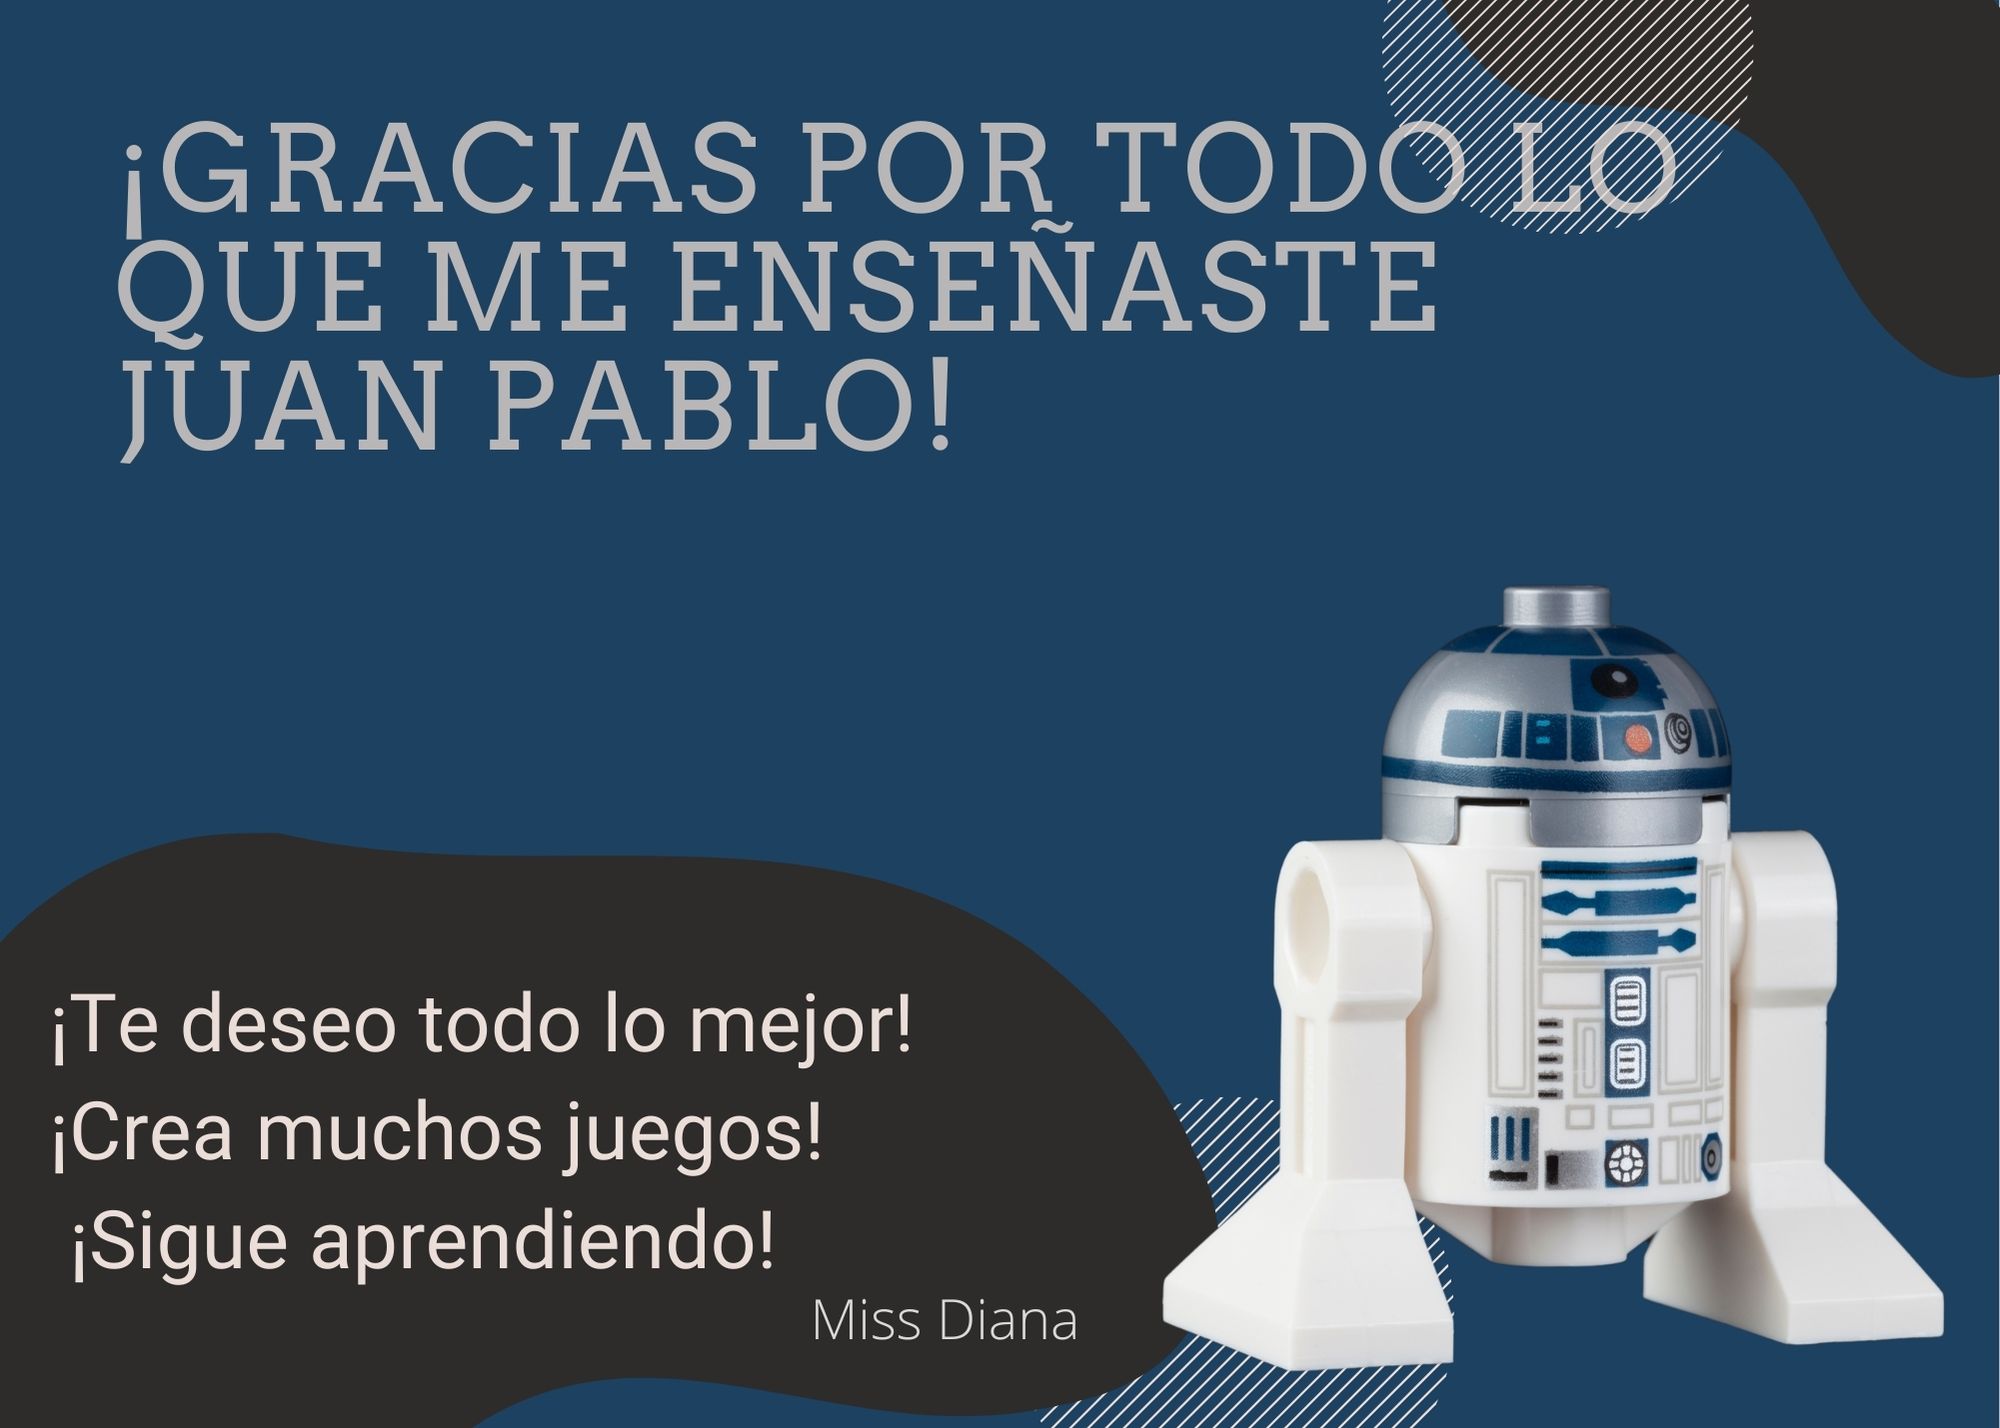 ¡GRACIAS POR TODO LO
QUE ME ENSEÑASTE
JUAN PABLO!
¡Te deseo todo lo mejor!
¡Crea muchos juegos!
¡Sigue aprendiendo!
Miss Diana